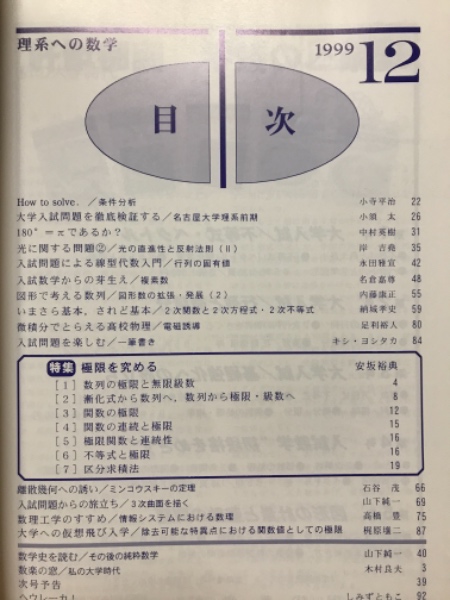 理系への数学
1999 12
目次
How to solve. ／条件分析 小寺平治 22
大学入試問題を徹底検証する／名古屋大学理系前期 小須 太 26
180°＝πであるか？ 中村英樹 31
光に関する問題②／光の直進性と反射法則（Ⅱ） 岸 吉堯 35
入試問題による線型代数入門／行列の固有値 永田雅宜 42
入試数学からの芽生え／複素数 名倉嘉尊 48
図形で考える数列／図形数の拡張・発展（2） 内藤康正 55
いまさら基本，されど基本／2次関数と2次方程式・2次不等式 納城孝史 59
微積分でとらえる高校物理／電磁誘導 足利裕人 80
入試問題を楽しむ／一筆書き キシ・ヨシタカ 84
特集 極限を究める 安坂裕典
［1］数列の極限と無限級数 4
［2］漸化式から数列へ，数列から極限・級数へ 8
［3］関数の極限 12
［4］関数の連続と極限 15
［5］極限関数と連続性 16
［6］不等式と極限 16
［7］区分求積法 19
離散幾何への誘い／ミンコウスキーの定理 石谷 茂 66
入試問題からの旅立ち／3次曲面を描く 山下純一 69
数理工学のすすめ／情報システムにおける数理 高橋 豊 75
大学への仮想飛び入学／除去可能な特異点における関数値としての極限 梶原壌二 87
数学史を読む／その後の純粋数学 山下純一 40
数楽の窓／私の大学時代 木村良夫 3
次号予告 39
ヘウレーカ！ しみずともこ 92